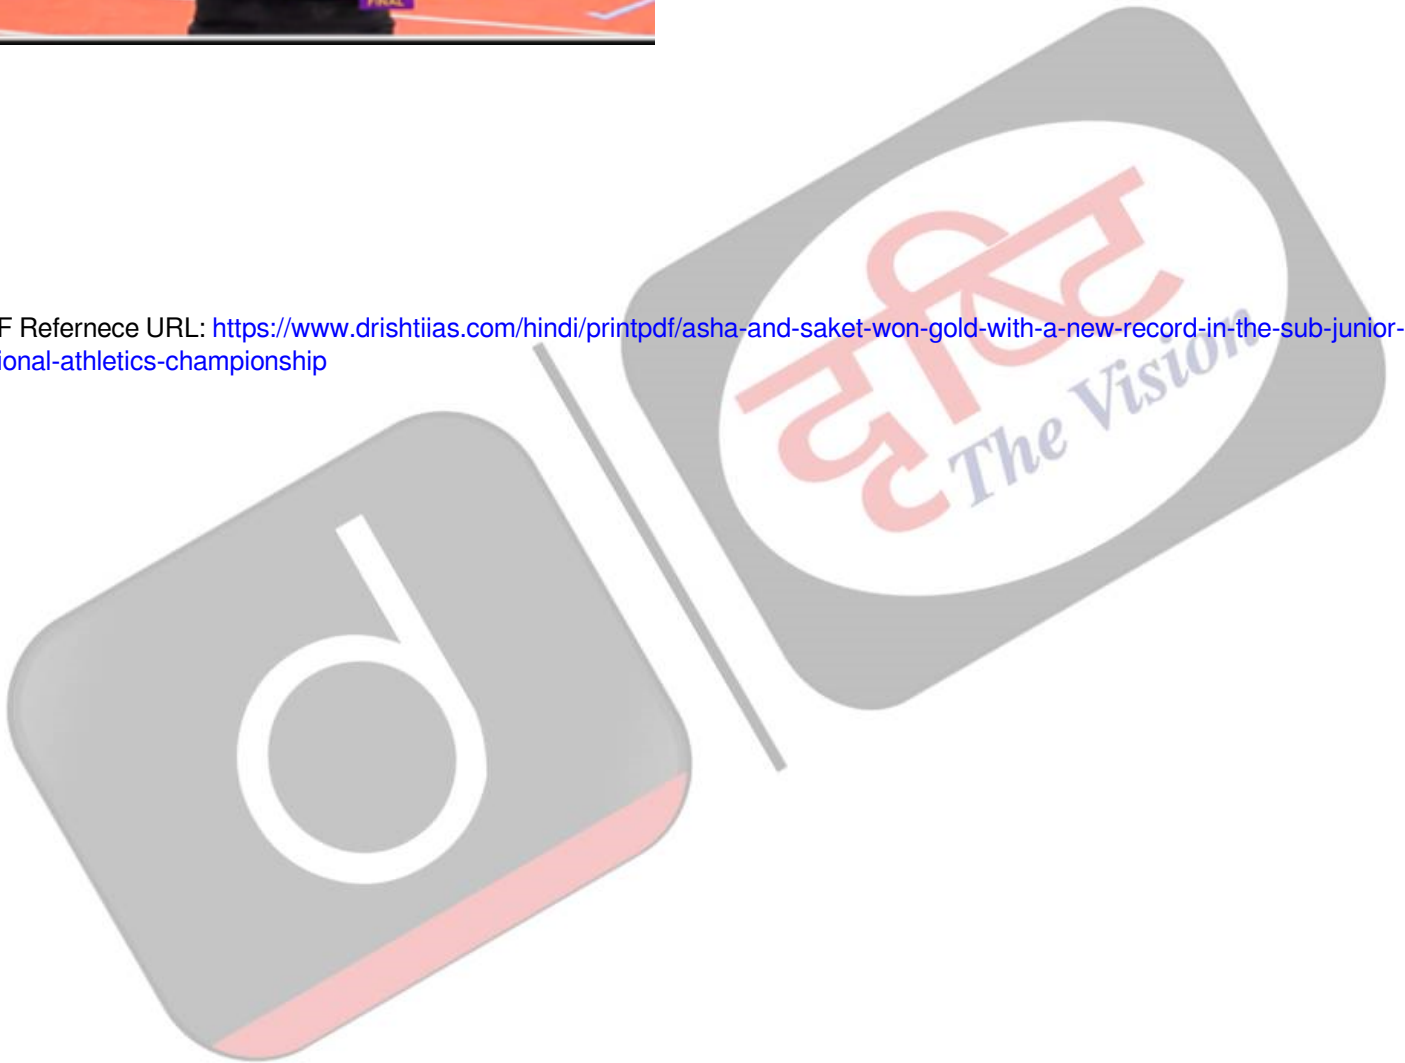 FINAL
F Refernece URL: https://www.drishtiias.com/hindi/printpdf/asha-and-saket-won-gold-with-a-new-record-in-the-sub-junior-
ional-athletics-championship
दृष्टि
The Vision
d